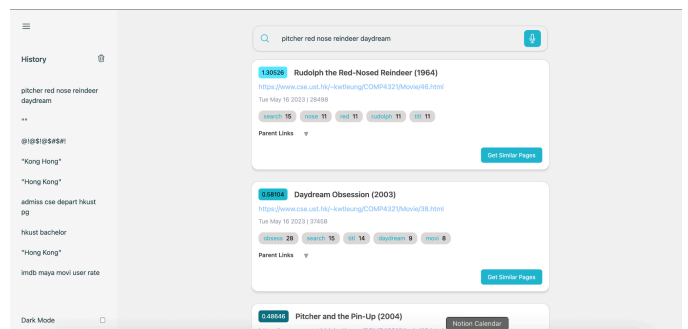 pitcher red nose reindeer daydream
History
pitcher red nose reindeer
daydream
""
@!@$!@$#$#!
"Kong Hong"
"Hong Kong"
admiss cse depart hkust
pg
hkust bachelor
"Hong Kong"
imdb maya movi user rate
Dark Mode
1.30526 Rudolph the Red-Nosed Reindeer (1964)
https://www.cse.ust.hk/~kwtleung/COMP4321/Movie/46.html
Tue May 16 2023 | 28498
search 15 nose 11 red 11 rudolph 11 titl 11
Parent Links ▼
Get Similar Pages
0.58104 Daydream Obsession (2003)
https://www.cse.ust.hk/~kwtleung/COMP4321/Movie/38.html
Tue May 16 2023 | 37458
obsess 28 search 15 titl 14 daydream 9 movi 8
Parent Links ▼
Get Similar Pages
0.48646 Pitcher and the Pin-Up (2004)
Notion Calendar